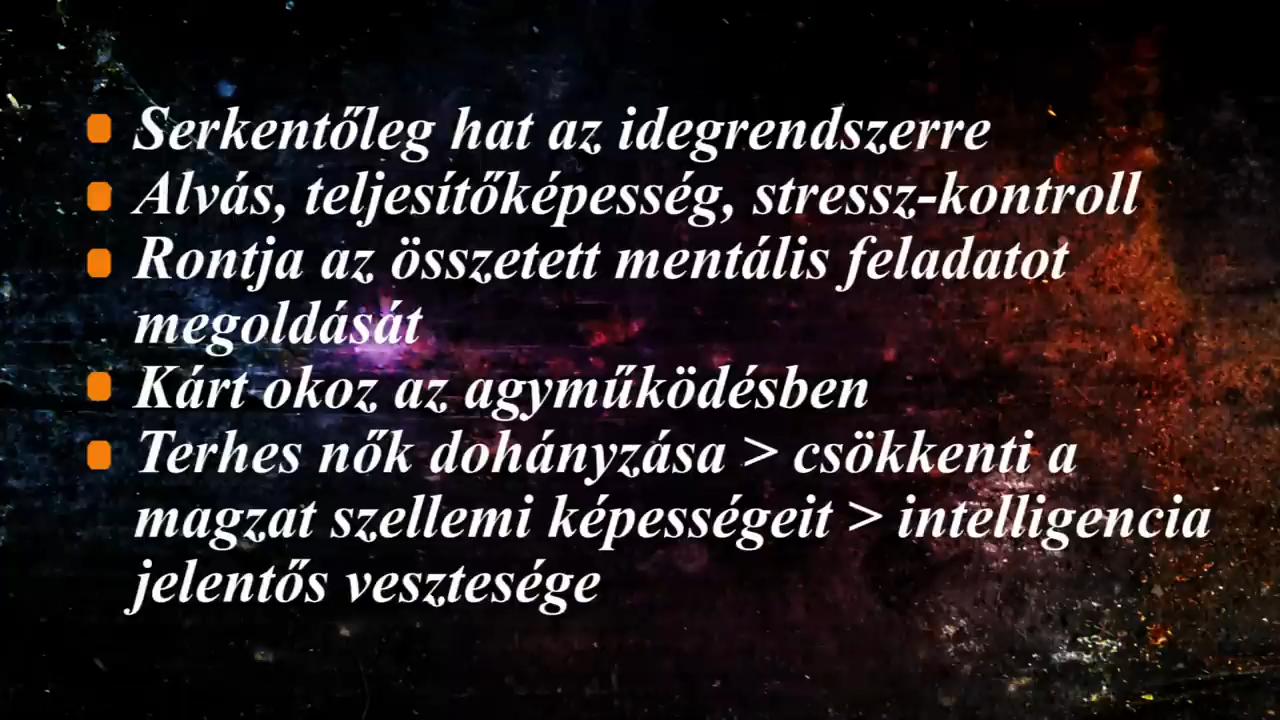 Serkentőleg hat az idegrendszerre
Alvás, teljesítőképesség, stressz-kontroll
Rontja az összetett mentális feladatot
megoldását
Kárt okoz az agyműködésben
Terhes nők dohányzása > csökkenti a
magzat szellemi képességeit > intelligencia
jelentős vesztesége